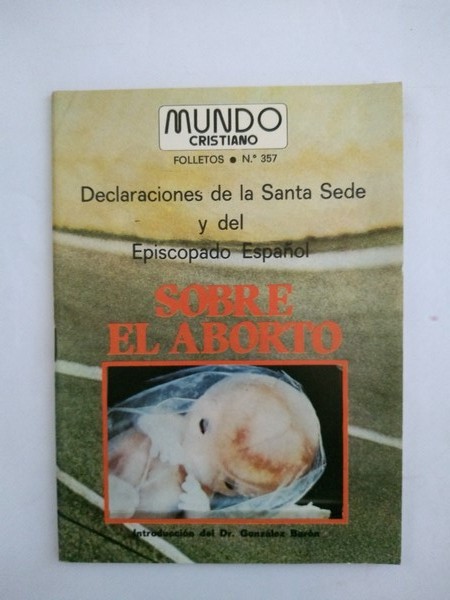 MUNDO
CRISTIANO
FOLLETOS ● N.º 357
Declaraciones de la Santa Sede
y del
Episcopado Español
SOBRE
EL ABORTO
Introducción del Dr. González Barón